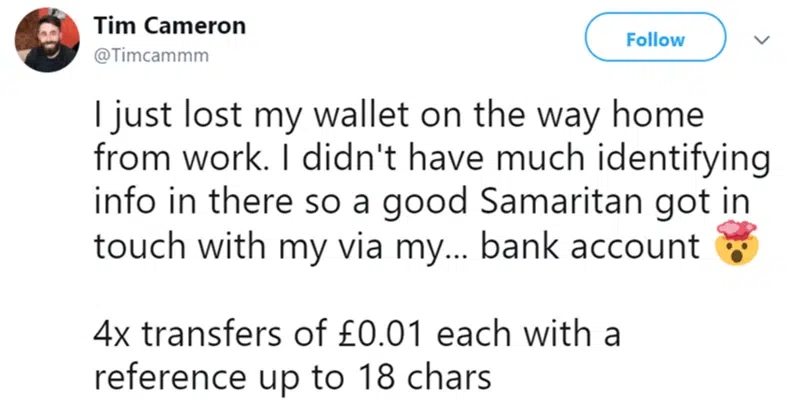 Tim Cameron
@Timcammm
Follow
I just lost my wallet on the way home
from work. I didn't have much identifying
info in there so a good Samaritan got in
touch with my via my... bank account 🤯
4x transfers of £0.01 each with a
reference up to 18 chars